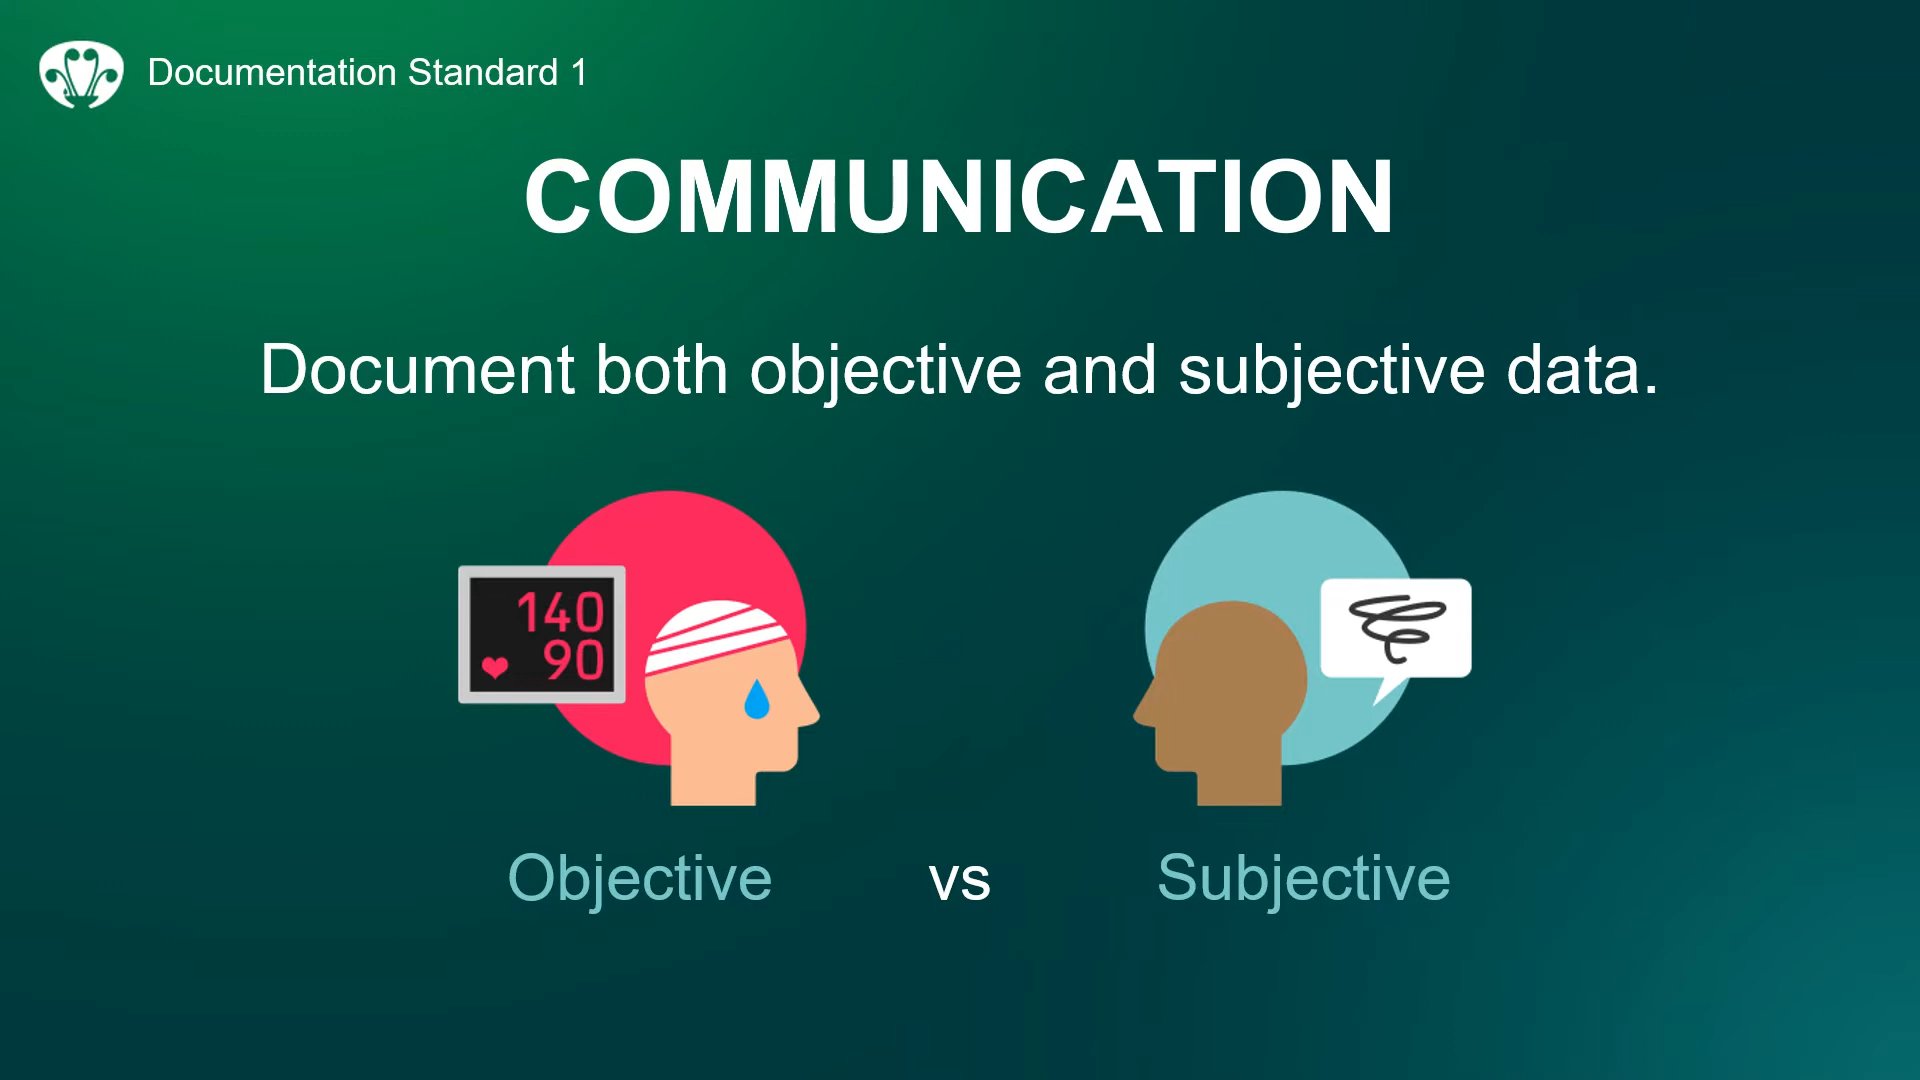 Documentation Standard 1
COMMUNICATION
Document both objective and subjective data.
140
90
Objective vs Subjective